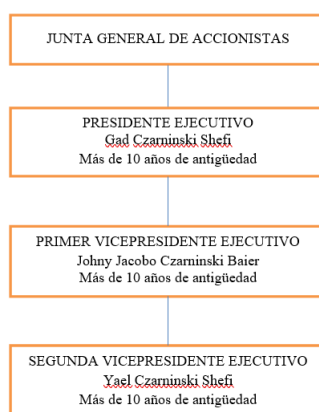 JUNTA GENERAL DE ACCIONISTAS
PRESIDENTE EJECUTIVO
Gad Czarninski Shefi
Más de 10 años de antigüedad
PRIMER VICEPRESIDENTE EJECUTIVO
Johny Jacobo Czarninski Baier
Más de 10 años de antigüedad
SEGUNDA VICEPRESIDENTE EJECUTIVO
Yael Czarninski Shefi
Más de 10 años de antigüedad